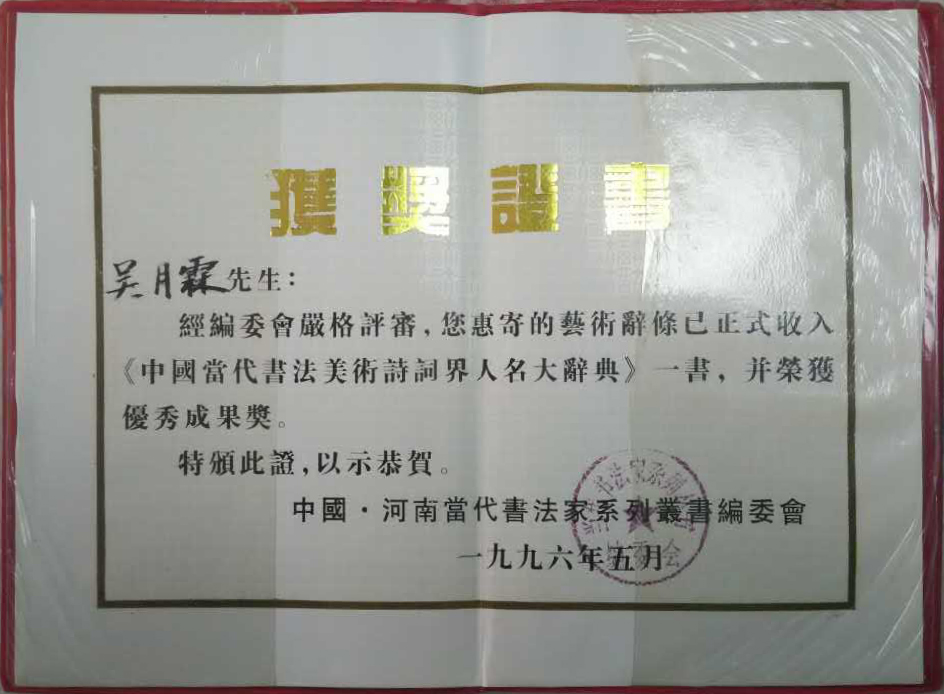 獲獎證書
吴月霖先生：
經編委會嚴格評審，您惠寄的藝術辭條已正式收入
《中國當代書法美術詩詞界人名大辭典》一書，并榮獲
優秀成果獎。
特頒此證，以示恭賀。
中國·河南當代書法家系列叢書編委會
一九九六年五月